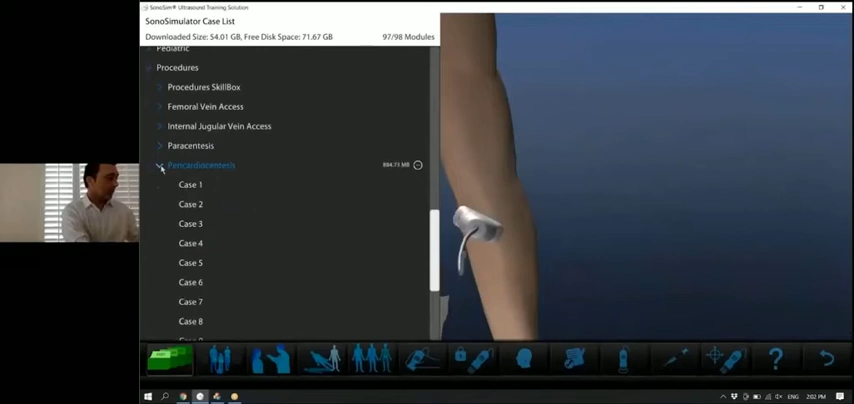 SonoSim® Ultrasound Training Solution
SonoSimulator Case List
Downloaded Size: 54.01 GB, Free Disk Space: 71.67 GB 97/98 Modules
Pediatric
Procedures
Procedures SkillBox
Femoral Vein Access
Internal Jugular Vein Access
Paracentesis
Pericardiocentesis 884.73 MB
Case 1
Case 2
Case 3
Case 4
Case 5
Case 6
Case 7
Case 8
ENG 2:02 PM